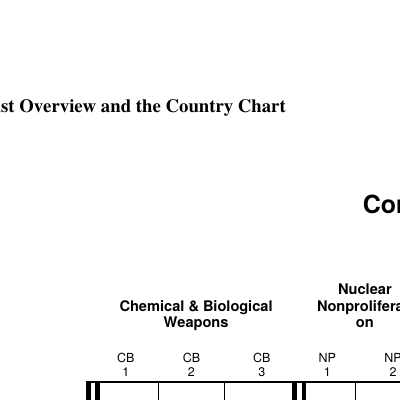 st Overview and the Country Chart
Co
Nuclear
Chemical & Biological Nonprolifera
Weapons on
CB CB CB NP NP
1 2 3 1 2